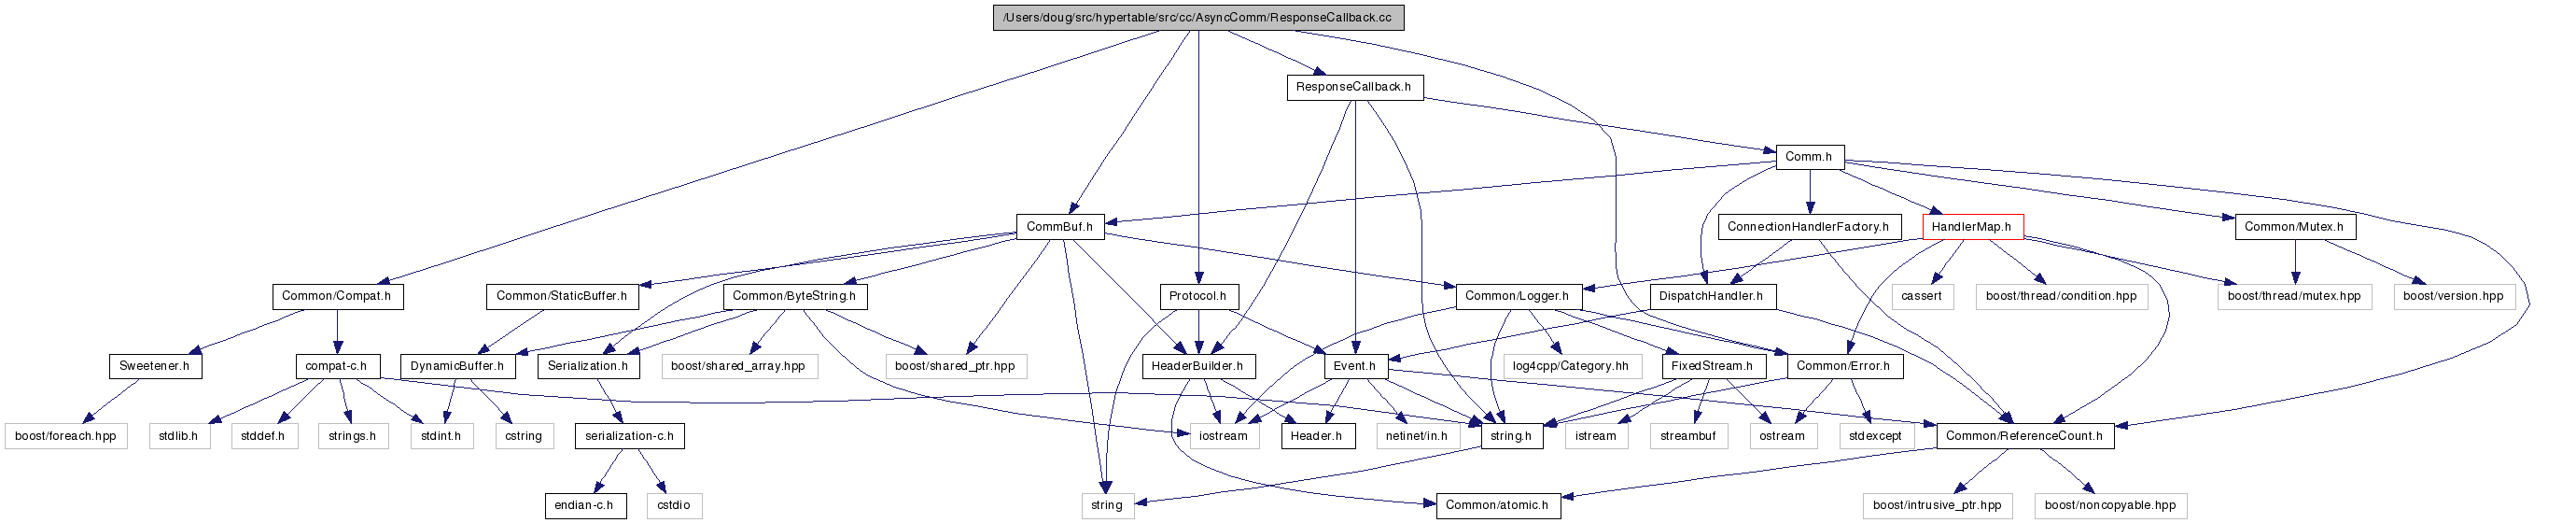 /Users/doug/src/hypertable/src/cc/AsyncComm/ResponseCallback.cc
ResponseCallback.h
Comm.h
CommBuf.h
ConnectionHandlerFactory.h
HandlerMap.h
Common/Mutex.h
Common/Compat.h
Common/StaticBuffer.h
Common/ByteString.h
Protocol.h
Common/Logger.h
DispatchHandler.h
cassert
boost/thread/condition.hpp
boost/thread/mutex.hpp
boost/version.hpp
Sweetener.h
compat-c.h
DynamicBuffer.h
Serialization.h
boost/shared_array.hpp
boost/shared_ptr.hpp
HeaderBuilder.h
Event.h
log4cpp/Category.hh
FixedStream.h
Common/Error.h
boost/foreach.hpp
stdlib.h
stddef.h
strings.h
stdint.h
cstring
serialization-c.h
iostream
Header.h
netinet/in.h
string.h
istream
streambuf
ostream
stdexcept
Common/ReferenceCount.h
endian-c.h
cstdio
string
Common/atomic.h
boost/intrusive_ptr.hpp
boost/noncopyable.hpp